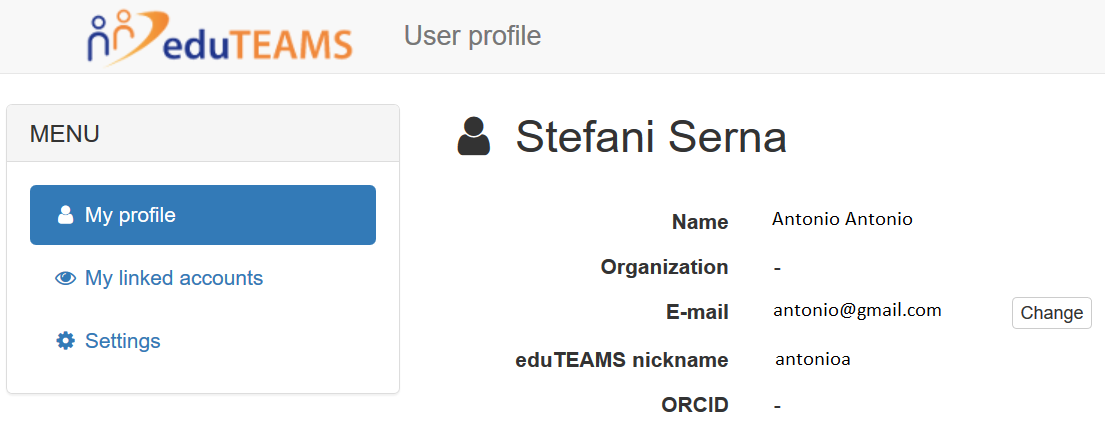 eduTEAMS User profile
MENU
My profile
My linked accounts
Settings
Stefani Serna
Name Antonio Antonio
Organization -
E-mail antonio@gmail.com Change
eduTEAMS nickname antonioa
ORCID -